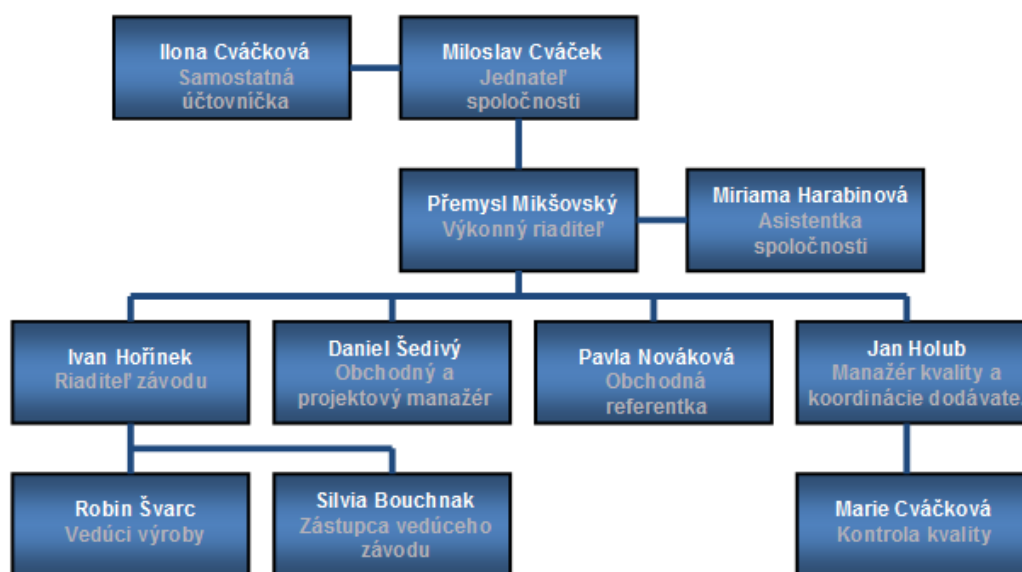 Ilona Cváčková
Samostatná
účtovníčka
Miloslav Cváček
Jednateľ
spoločnosti
Přemysl Mikšovský
Výkonný riaditeľ
Miriama Harabinová
Asistentka
spoločnosti
Ivan Hořínek
Riaditeľ závodu
Daniel Šedivý
Obchodný a
projektový manažér
Pavla Nováková
Obchodná
referentka
Jan Holub
Manažér kvality a
koordinácie dodávate
Robin Švarc
Vedúci výroby
Silvia Bouchnak
Zástupca vedúceho
závodu
Marie Cváčková
Kontrola kvality